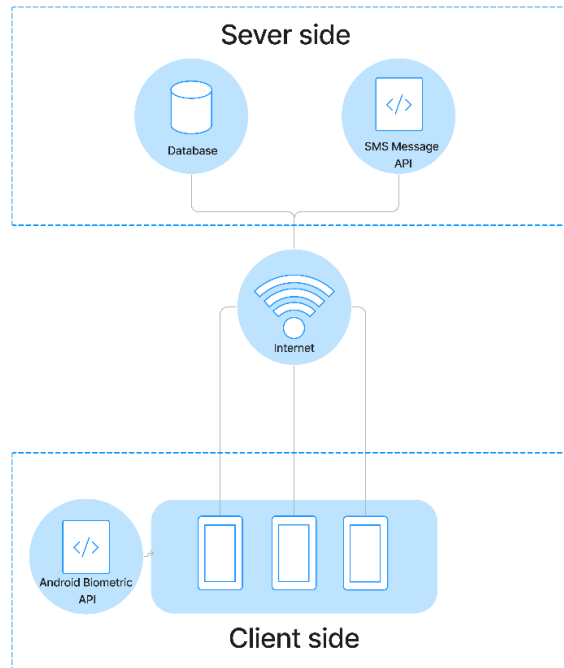 Sever side
Database
SMS Message
API
Internet
Android Biometric
API
Client side